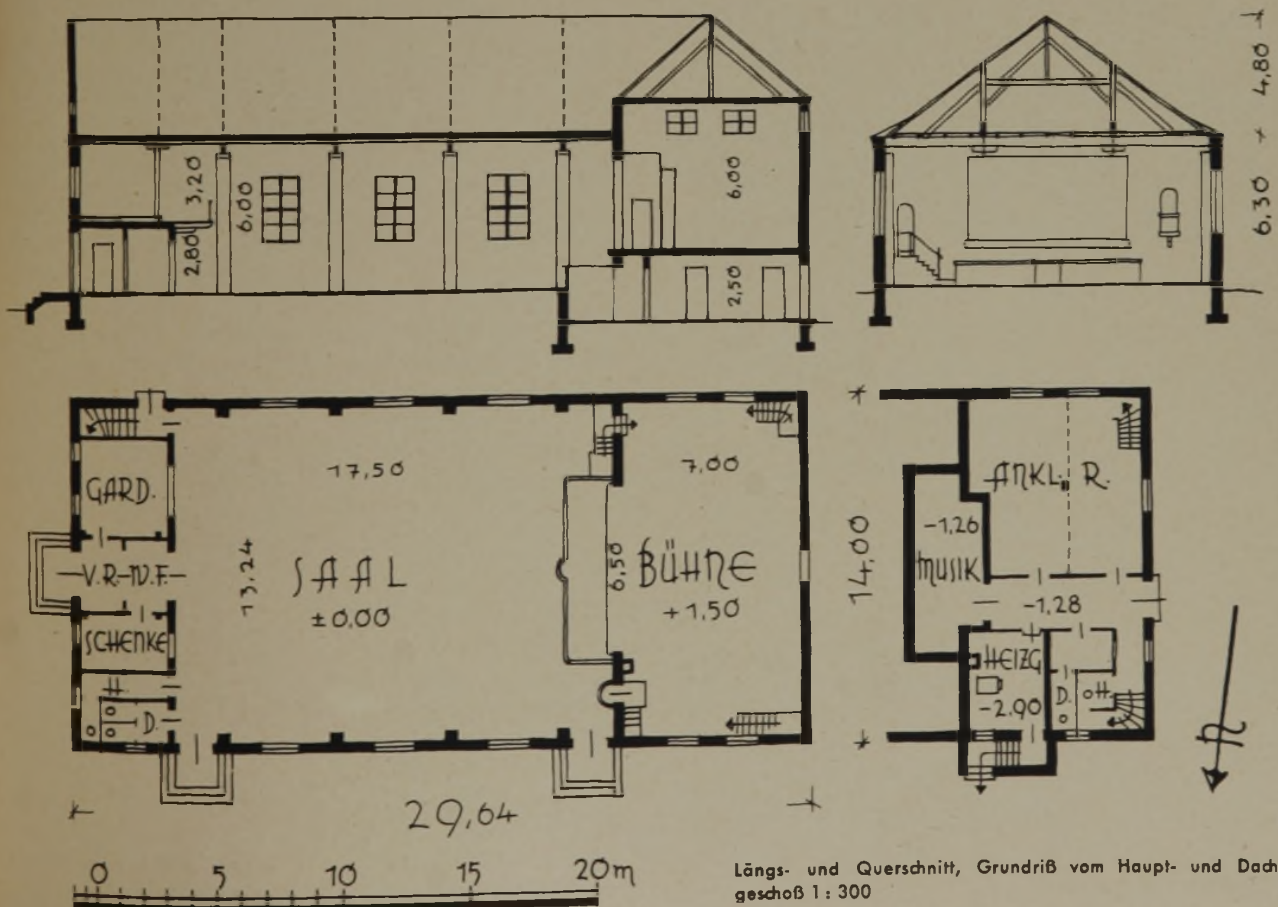 3,20
6,00
2,80
6,00
2,50
4,80
6,30
GARD.
V.R.-W.F.
SCHENKE
H
D.
17,50
13,24
SAAL
±0,00
7,00
6,50
BÜHNE
+1,50
14,00
ANKL. R.
-1,26
MUSIK
-1,28
HEIZG
-2.90
D.
H.
N
29,64
0 5 10 15 20m
Längs- und Querschnitt, Grundriß vom Haupt- und Dach
geschoß 1 : 300